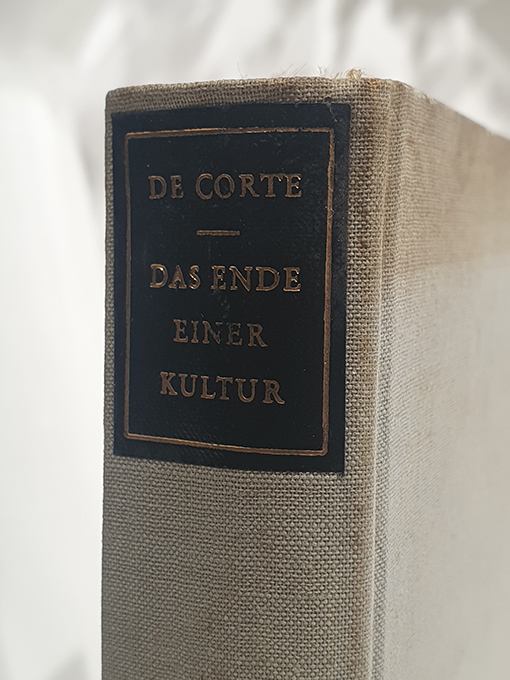 DE CORTE
DAS ENDE
EINER
KULTUR